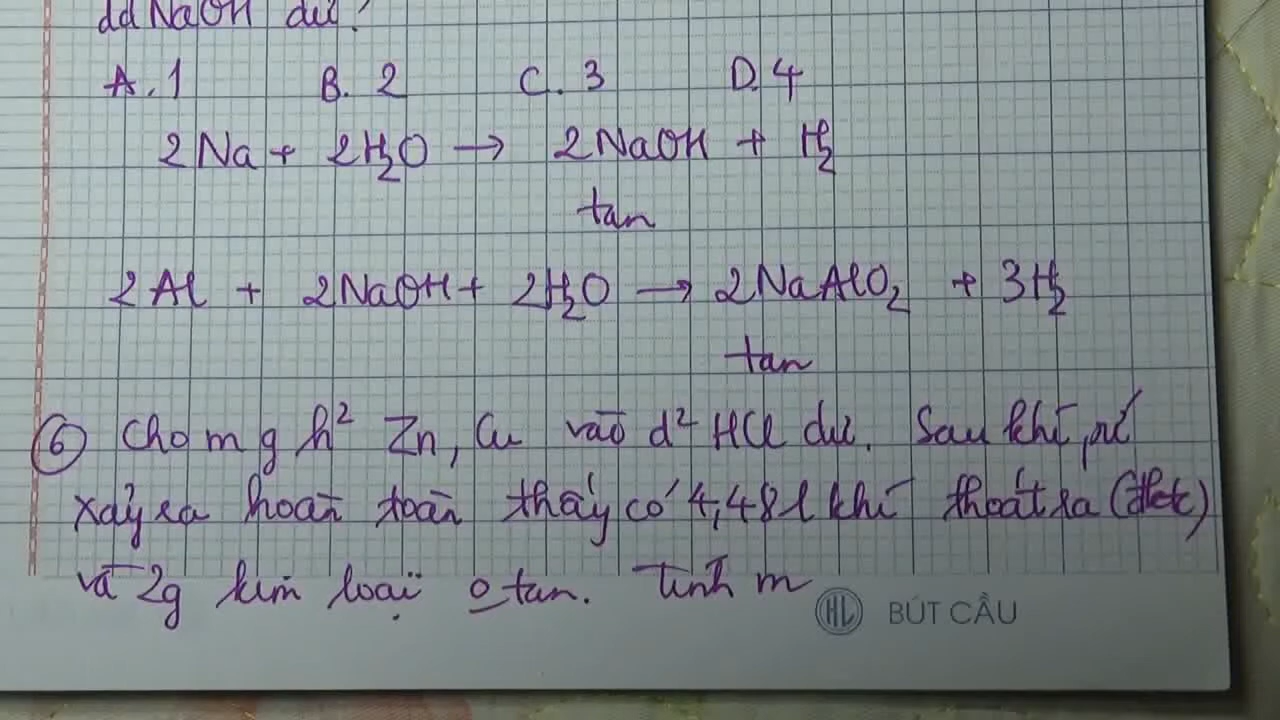 dd NaOH dư?
A. 1 B. 2 C. 3 D. 4
2Na + 2H₂O → 2NaOH + H₂
tan
2Al + 2NaOH + 2H₂O → 2NaAlO₂ + 3H₂
tan
⑥ Cho m g h² Zn, Cu vào d² HCl dư. Sau khi pứ
xảy ra hoàn toàn thấy có 4,48l khí thoát ra (đktc)
và 2g kim loại o tan. Tính m
HL BÚT CẦU